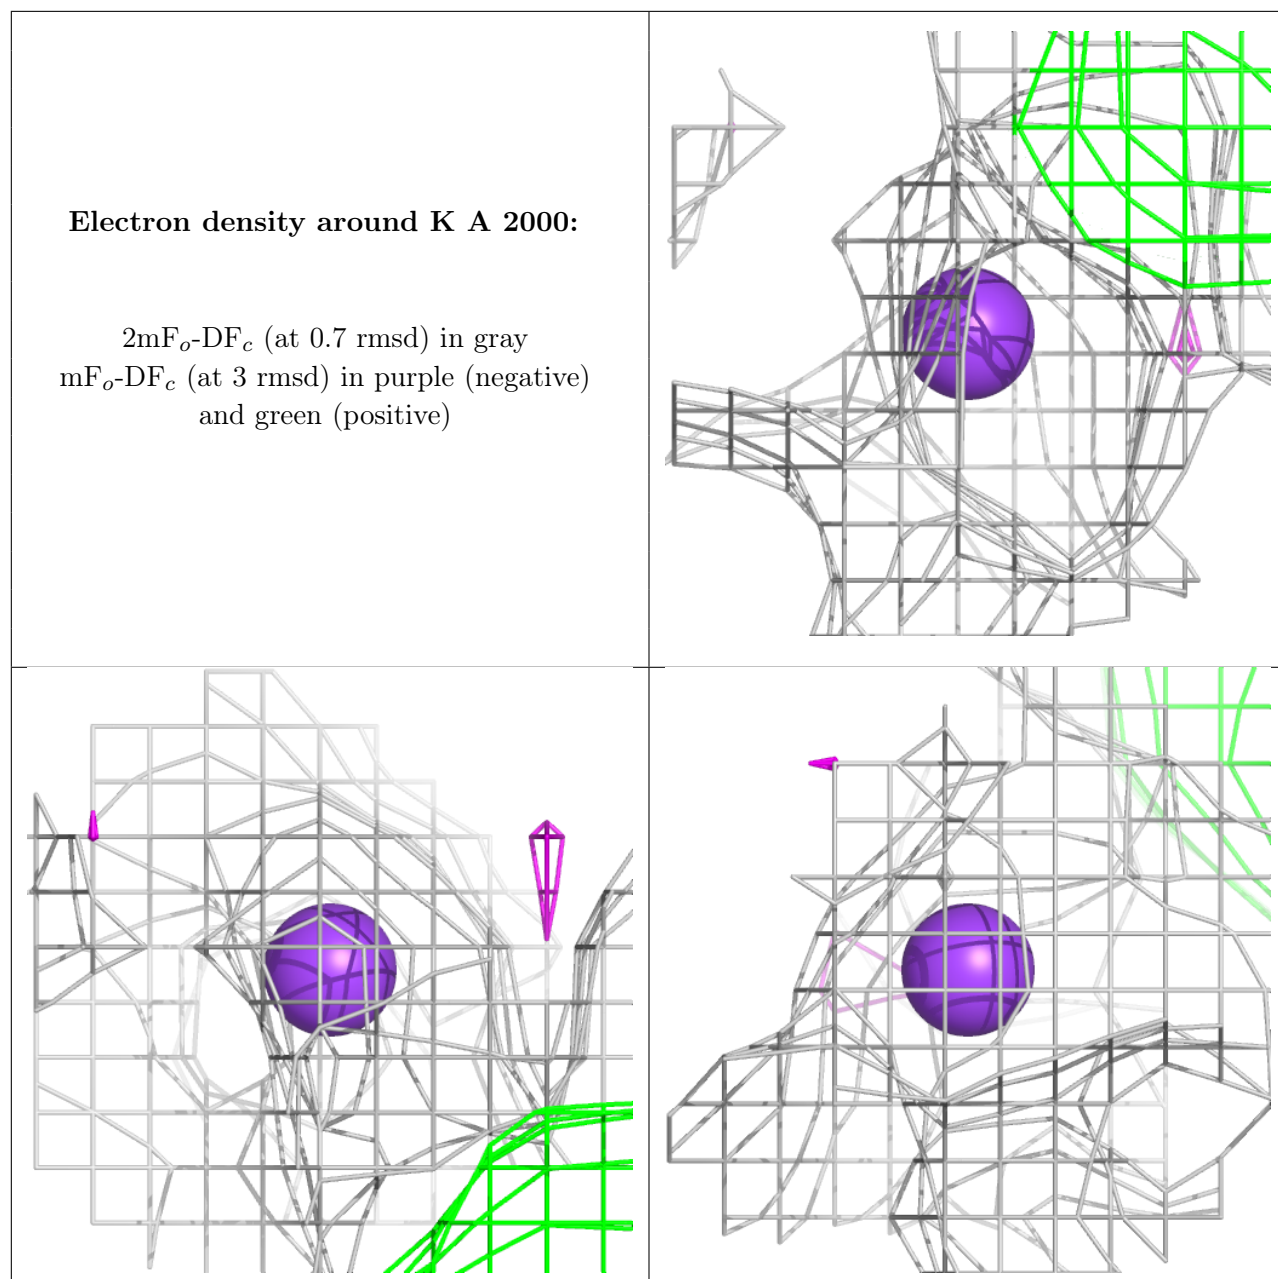 Electron density around K A 2000:
2mFₒ-DF𝒸 (at 0.7 rmsd) in gray
mFₒ-DF𝒸 (at 3 rmsd) in purple (negative)
and green (positive)